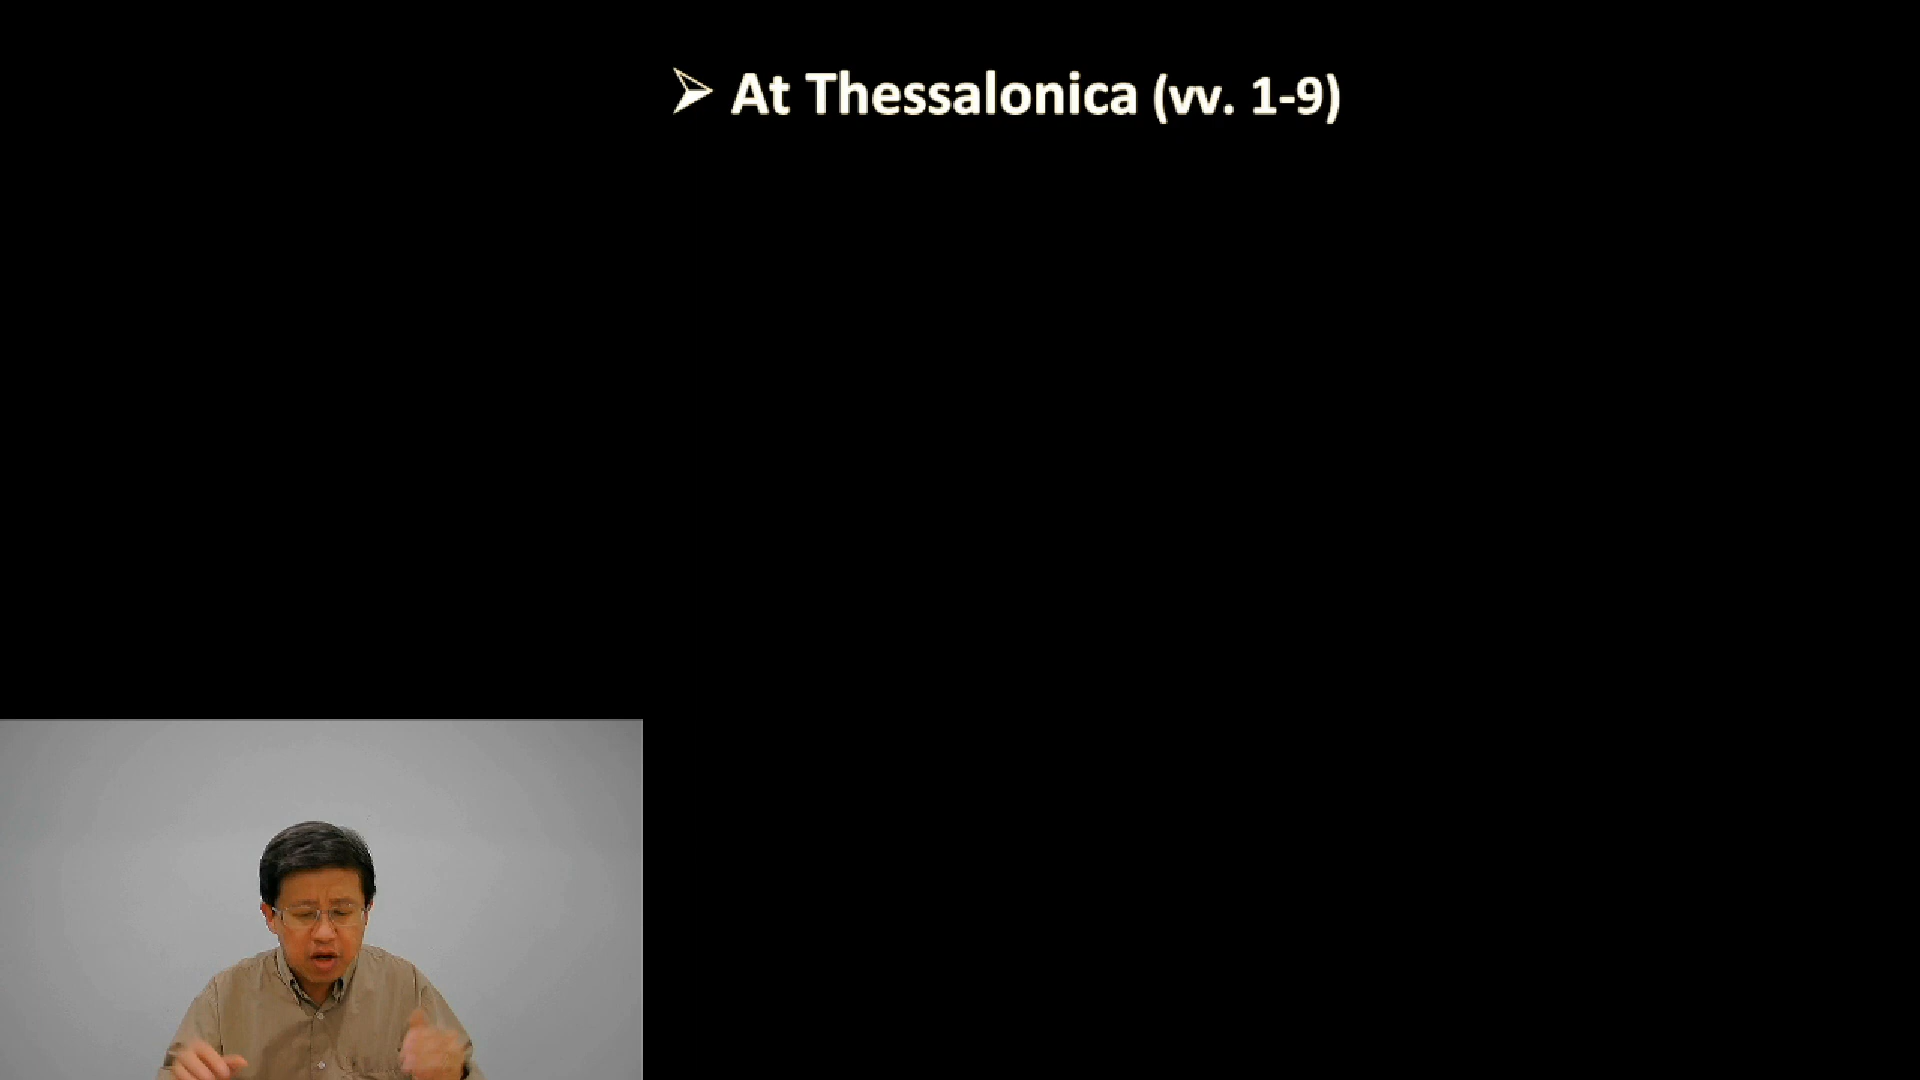 ➢ At Thessalonica (vv. 1-9)